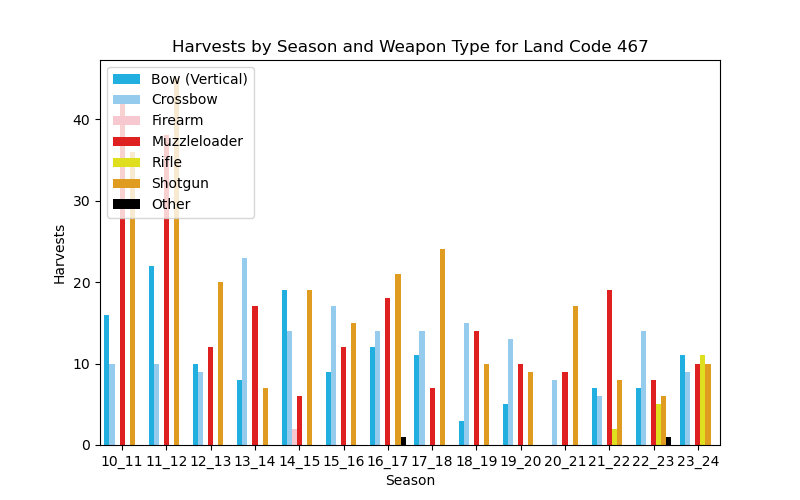 Harvests by Season and Weapon Type for Land Code 467
Bow (Vertical)
Crossbow
Firearm
Muzzleloader
Rifle
Shotgun
Other
40
30
20
10
0
Harvests
10_11 11_12 12_13 13_14 14_15 15_16 16_17 17_18 18_19 19_20 20_21 21_22 22_23 23_24
Season